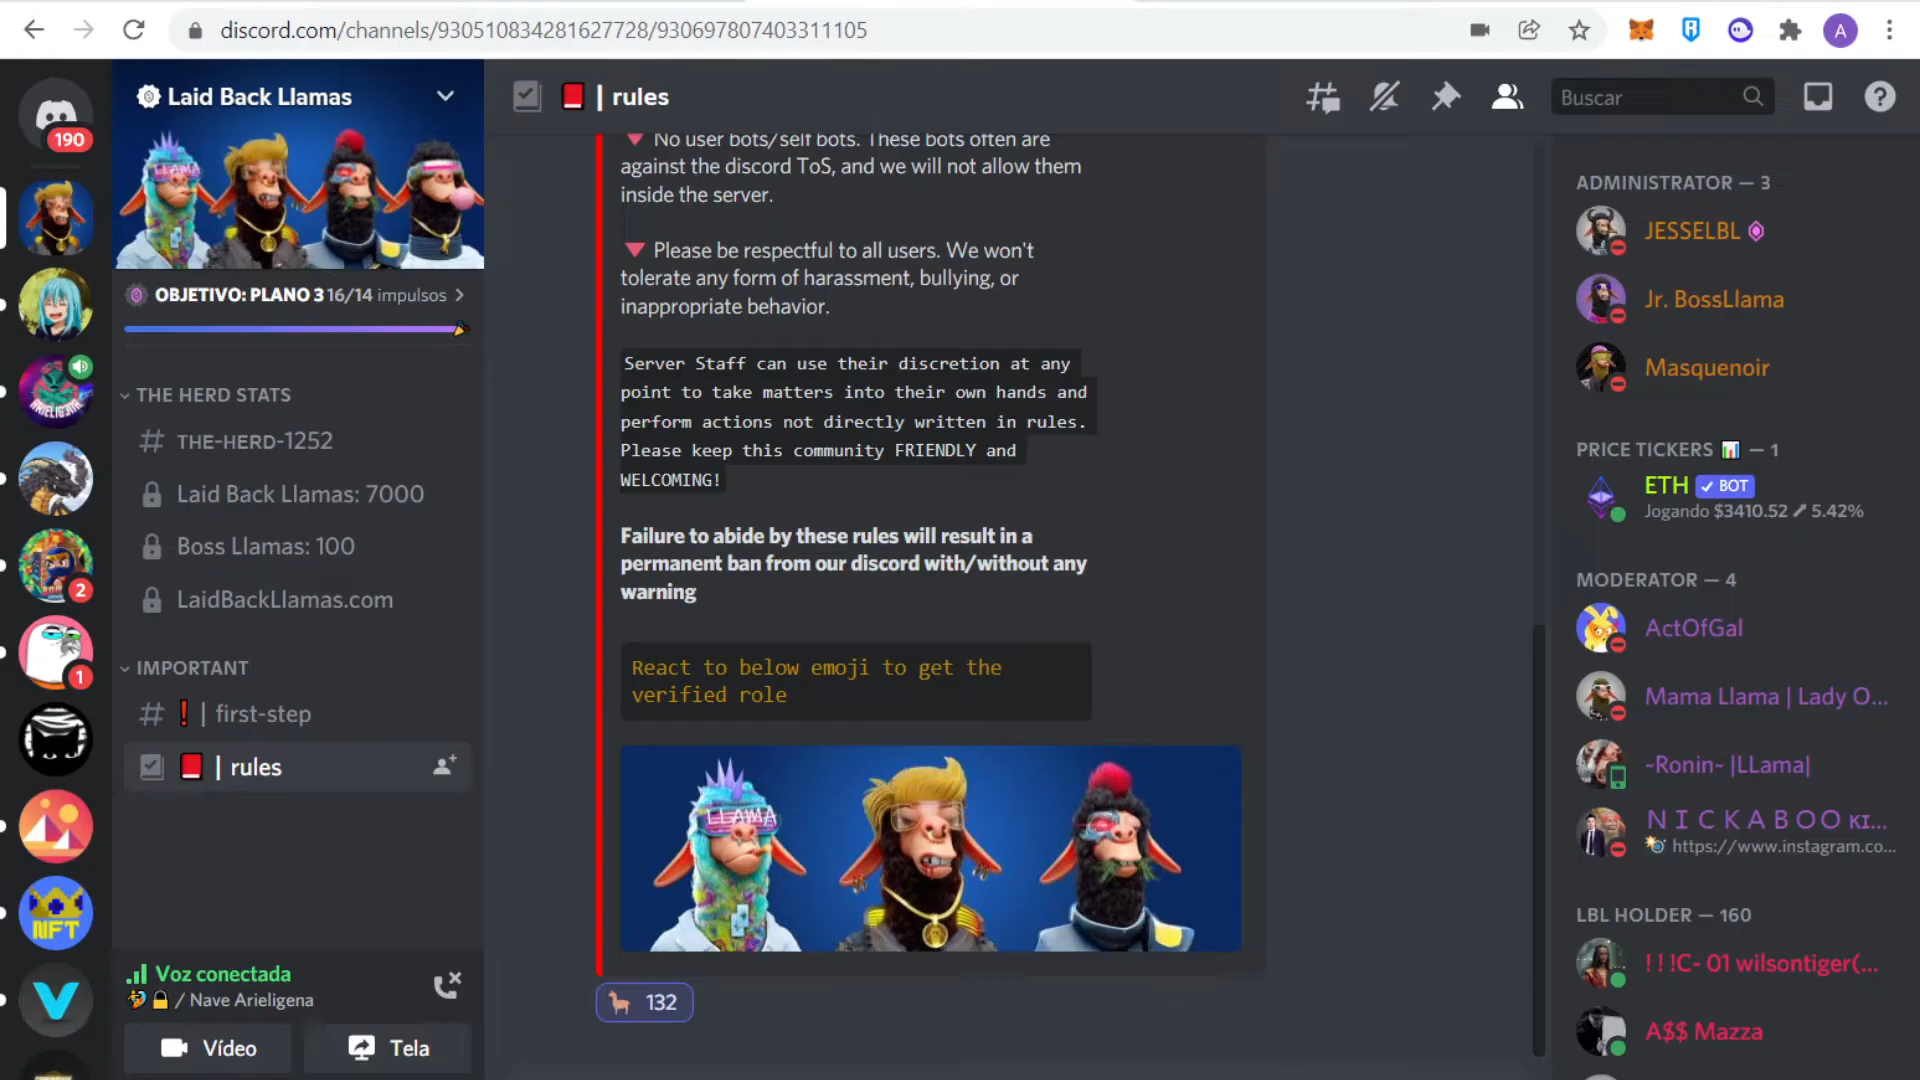 discord.com/channels/930510834281627728/930697807403311105
A
190
Laid Back Llamas
OBJETIVO: PLANO 3 16/14 impulsos
THE HERD STATS
THE-HERD-1252
Laid Back Llamas: 7000
Boss Llamas: 100
LaidBackLlamas.com
IMPORTANT
| first-step
| rules
2
1
NFT
Voz conectada
/ Nave Arieligena
Vídeo
Tela
| rules
Buscar
No user bots/self bots. These bots often are
against the discord ToS, and we will not allow them
inside the server.
Please be respectful to all users. We won't
tolerate any form of harassment, bullying, or
inappropriate behavior.
Server Staff can use their discretion at any
point to take matters into their own hands and
perform actions not directly written in rules.
Please keep this community FRIENDLY and
WELCOMING!
Failure to abide by these rules will result in a
permanent ban from our discord with/without any
warning
React to below emoji to get the
verified role
LLAMA
132
ADMINISTRATOR — 3
JESSELBL
Jr. BossLlama
Masquenoir
PRICE TICKERS — 1
ETH BOT
Jogando $3410.52 5.42%
MODERATOR — 4
ActOfGal
Mama Llama | Lady O...
~Ronin~ |LLama|
N I C K A B O O ᴋɪ...
https://www.instagram.co...
LBL HOLDER — 160
! ! !C- 01 wilsontiger(...
A$$ Mazza